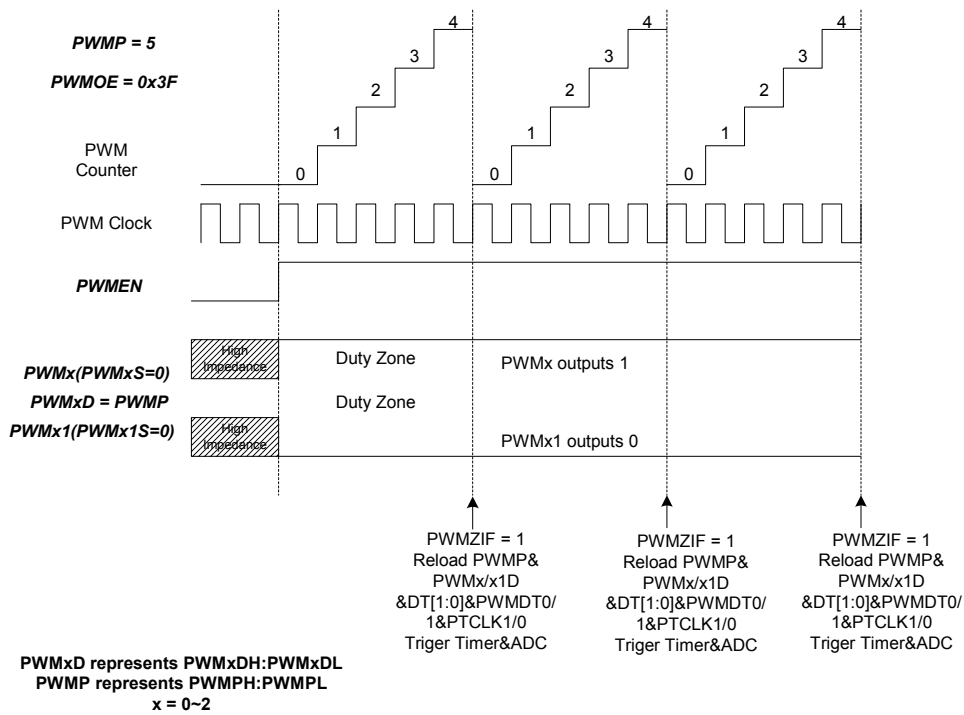 4 4 4
PWMP = 5
3 3 3
PWMOE = 0x3F
2 2 2
1 1 1
PWM
Counter
0 0 0
PWM Clock
PWMEN
High
Impedance
Duty Zone
PWMx outputs 1
PWMx(PWMxS=0)
PWMxD = PWMP
Duty Zone
PWMx1(PWMx1S=0)
High
Impedance
PWMx1 outputs 0
PWMZIF = 1
Reload PWMP&
PWMx/x1D
&DT[1:0]&PWMDT0/
1&PTCLK1/0
Triger Timer&ADC
PWMZIF = 1
Reload PWMP&
PWMx/x1D
&DT[1:0]&PWMDT0/
1&PTCLK1/0
Triger Timer&ADC
PWMZIF = 1
Reload PWMP&
PWMx/x1D
&DT[1:0]&PWMDT0/
1&PTCLK1/0
Triger Timer&ADC
PWMxD represents PWMxDH:PWMxDL
PWMP represents PWMPH:PWMPL
x = 0~2